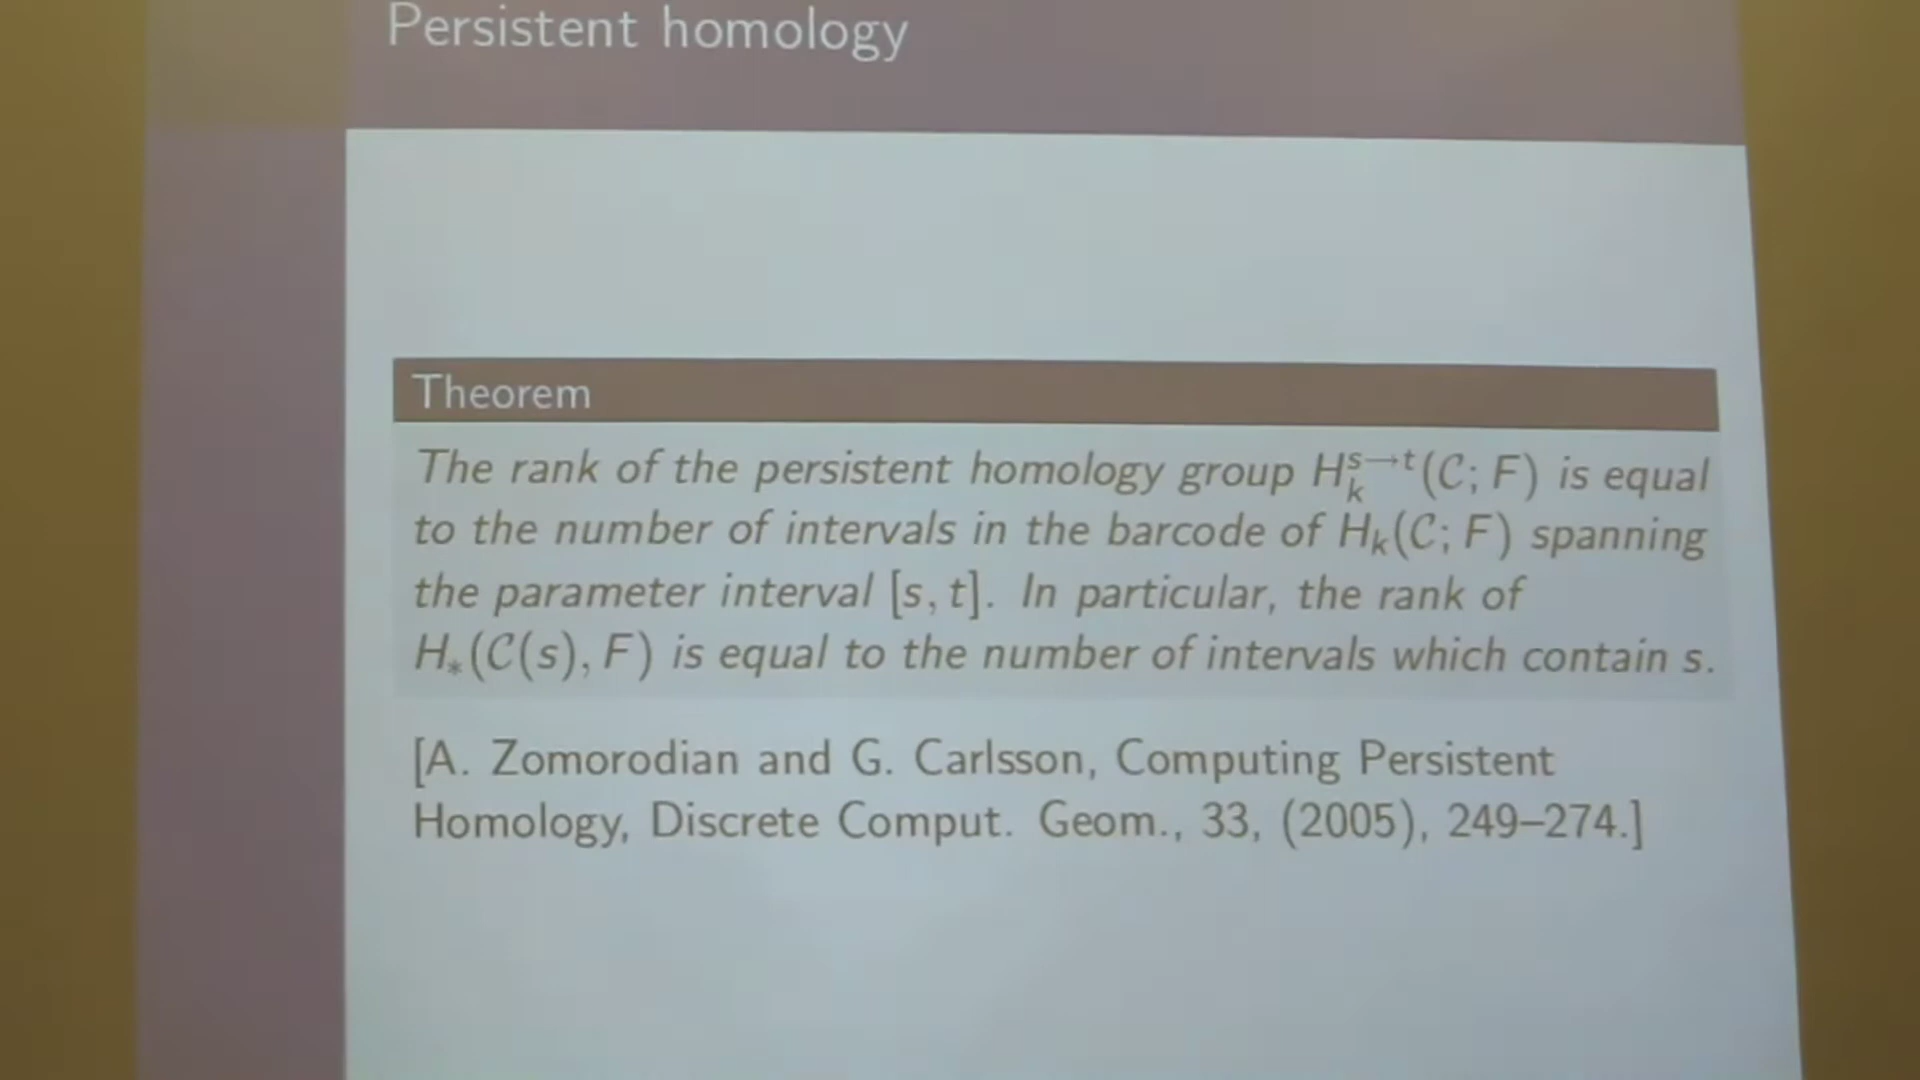 Persistent homology
Theorem
The rank of the persistent homology group H_k^{s→t}(C; F) is equal
to the number of intervals in the barcode of H_k(C; F) spanning
the parameter interval [s, t]. In particular, the rank of
H_*(C(s), F) is equal to the number of intervals which contain s.
[A. Zomorodian and G. Carlsson, Computing Persistent
Homology, Discrete Comput. Geom., 33, (2005), 249–274.]